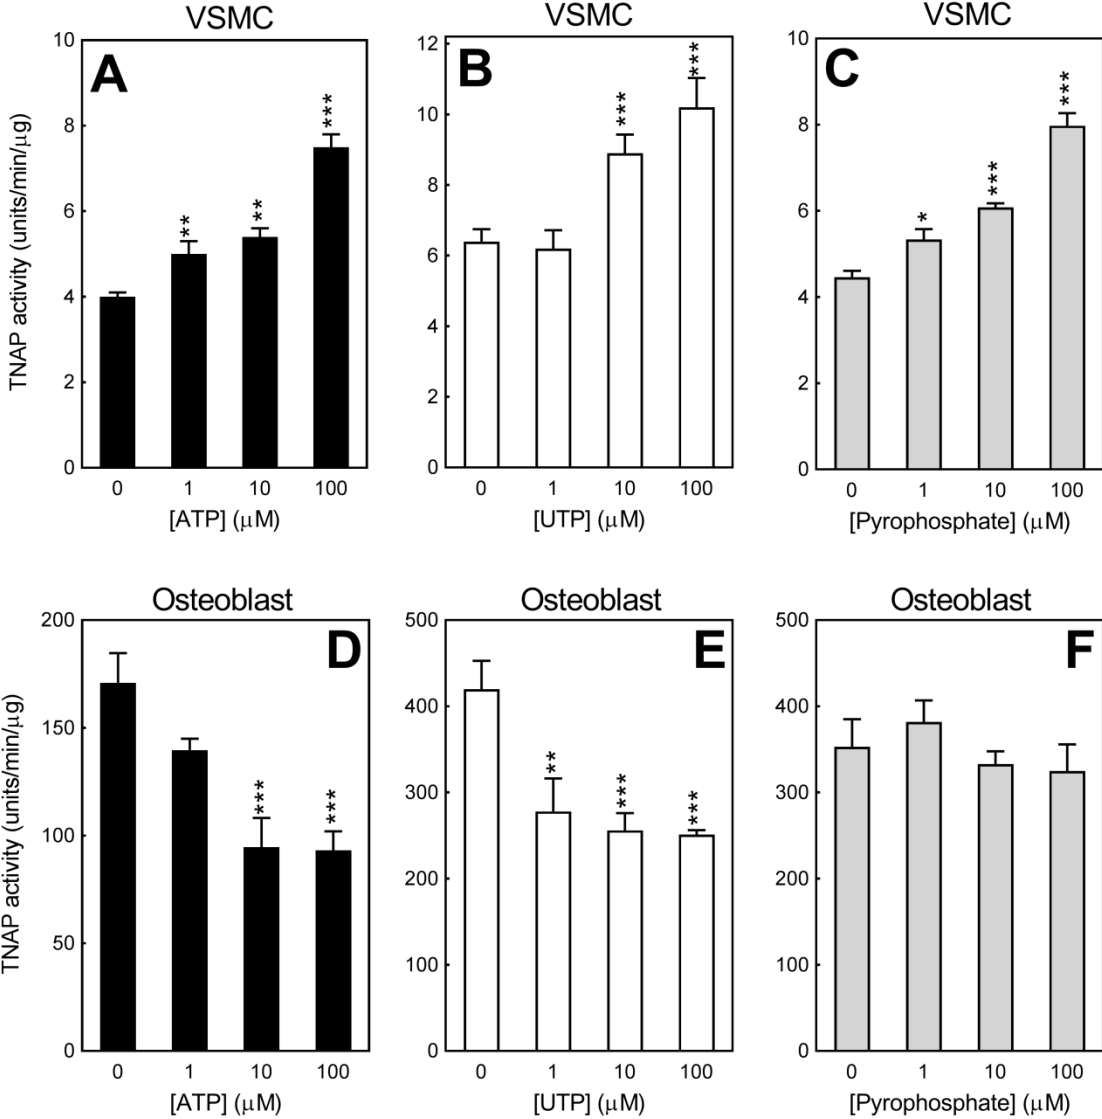 VSMC
VSMC
VSMC
A
B
C
TNAP activity (units/min/μg)
10
8
6
4
2
0
** ** ***
0 1 10 100
[ATP] (μM)
12
10
8
6
4
2
0
*** ***
0 1 10 100
[UTP] (μM)
10
8
6
4
2
0
* *** ***
0 1 10 100
[Pyrophosphate] (μM)
Osteoblast
Osteoblast
Osteoblast
D
E
F
TNAP activity (units/min/μg)
200
150
100
50
0
*** ***
0 1 10 100
[ATP] (μM)
500
400
300
200
100
0
** *** ***
0 1 10 100
[UTP] (μM)
500
400
300
200
100
0
0 1 10 100
[Pyrophosphate] (μM)